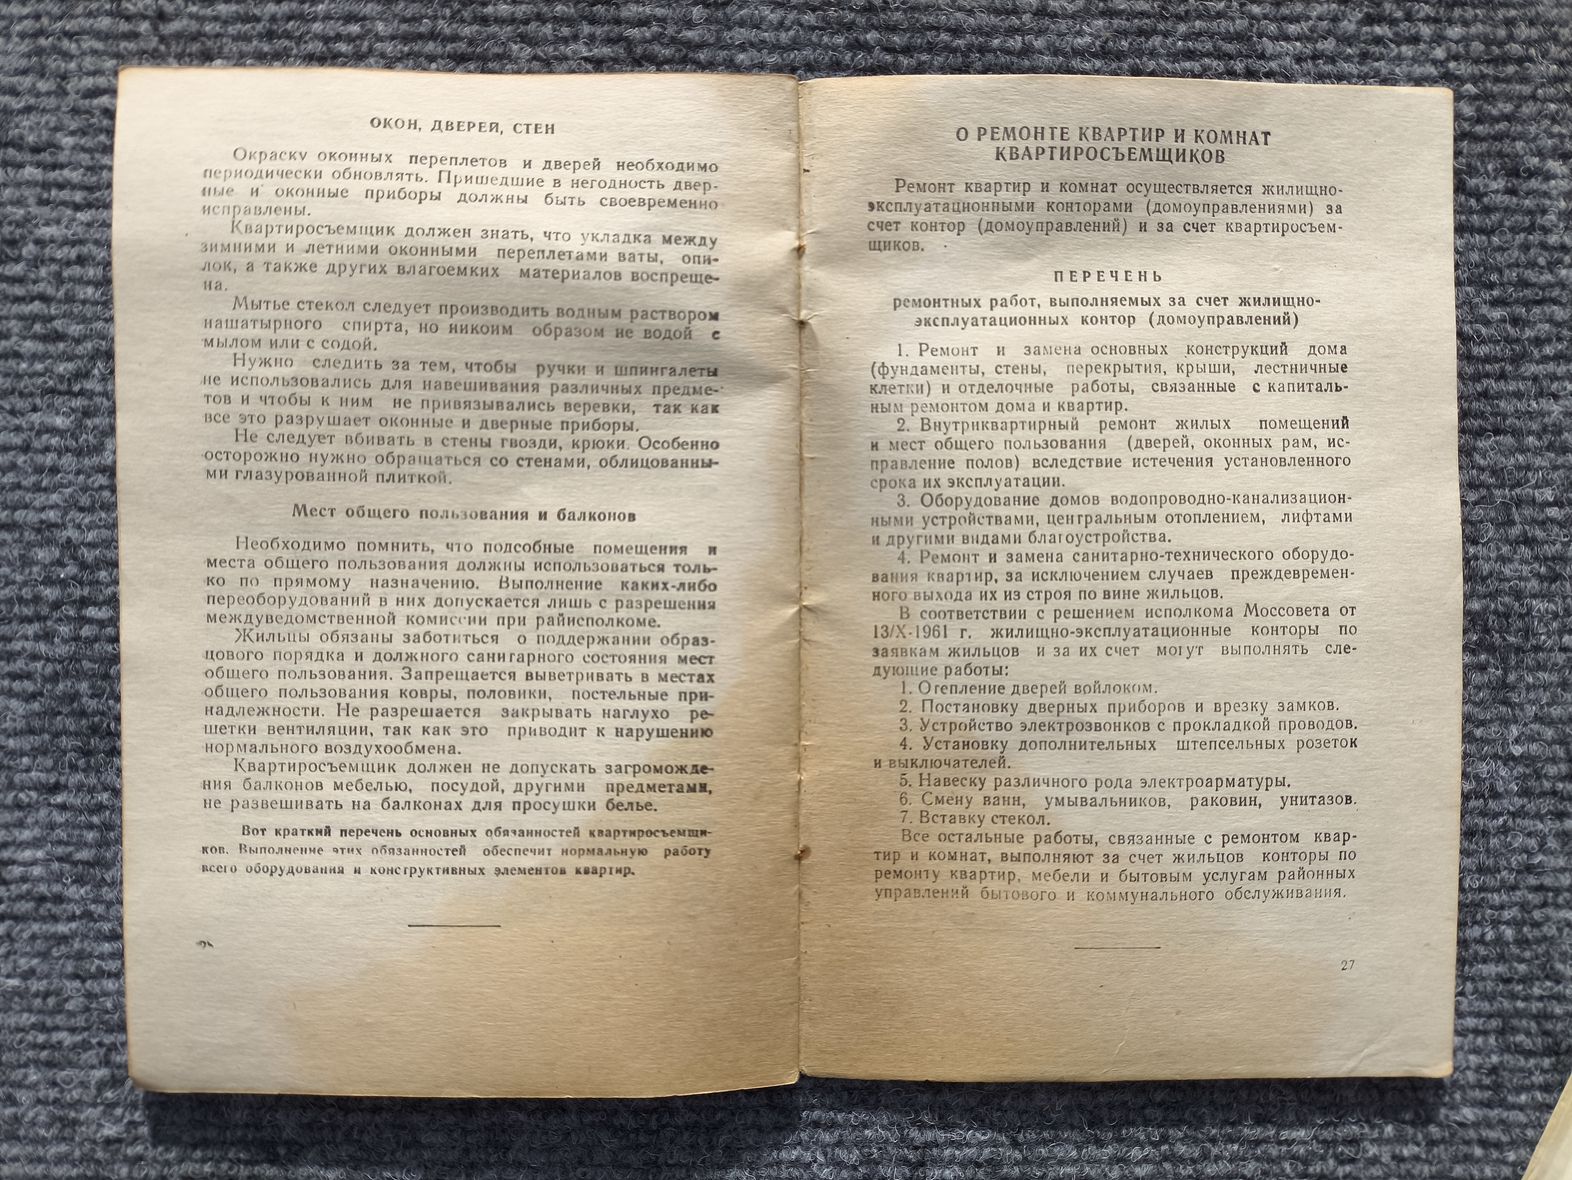 ОКОН, ДВЕРЕЙ, СТЕН
Окраску оконных переплетов и дверей необходимо
периодически обновлять. Пришедшие в негодность двер-
ные и оконные приборы должны быть своевременно
исправлены.
Квартиросъемщик должен знать, что укладка между
зимними и летними оконными переплетами ваты, опи-
лок, а также других влагоемких материалов воспреще-
на.
Мытье стекол следует производить водным раствором
нашатырного спирта, но никоим образом не водой с
мылом или с содой.
Нужно следить за тем, чтобы ручки и шпингалеты
не использовались для навешивания различных предме-
тов и чтобы к ним не привязывались веревки, так как
все это разрушает оконные и дверные приборы.
Не следует вбивать в стены гвозди, крюки. Особенно
осторожно нужно обращаться со стенами, облицованны-
ми глазурованной плиткой.
Мест общего пользования и балконов
Необходимо помнить, что подсобные помещения и
места общего пользования должны использоваться толь-
ко по прямому назначению. Выполнение каких-либо
переоборудований в них допускается лишь с разрешения
междуведомственной комиссии при райисполкоме.
Жильцы обязаны заботиться о поддержании образ-
цового порядка и должного санитарного состояния мест
общего пользования. Запрещается выветривать в местах
общего пользования ковры, половики, постельные при-
надлежности. Не разрешается закрывать наглухо ре-
шетки вентиляции, так как это приводит к нарушению
нормального воздухообмена.
Квартиросъемщик должен не допускать загроможде-
ния балконов мебелью, посудой, другими предметами,
не развешивать на балконах для просушки белье.
Вот краткий перечень основных обязанностей квартиросъемщи-
ков. Выполнение этих обязанностей обеспечит нормальную работу
всего оборудования и конструктивных элементов квартир.
О РЕМОНТЕ КВАРТИР И КОМНАТ
КВАРТИРОСЪЕМЩИКОВ
Ремонт квартир и комнат осуществляется жилищно-
эксплуатационными конторами (домоуправлениями) за
счет контор (домоуправлений) и за счет квартиросъем-
щиков.
ПЕРЕЧЕНЬ
ремонтных работ, выполняемых за счет жилищно-
эксплуатационных контор (домоуправлений)
1. Ремонт и замена основных конструкций дома
(фундаменты, стены, перекрытия, крыши, лестничные
клетки) и отделочные работы, связанные с капиталь-
ным ремонтом дома и квартир.
2. Внутриквартирный ремонт жилых помещений
и мест общего пользования (дверей, оконных рам, ис-
правление полов) вследствие истечения установленного
срока их эксплуатации.
3. Оборудование домов водопроводно-канализацион-
ными устройствами, центральным отоплением, лифтами
и другими видами благоустройства.
4. Ремонт и замена санитарно-технического оборудо-
вания квартир, за исключением случаев преждевремен-
ного выхода их из строя по вине жильцов.
В соответствии с решением исполкома Моссовета от
13/X-1961 г. жилищно-эксплуатационные конторы по
заявкам жильцов и за их счет могут выполнять сле-
дующие работы:
1. Отепление дверей войлоком.
2. Постановку дверных приборов и врезку замков.
3. Устройство электрозвонков с прокладкой проводов.
4. Установку дополнительных штепсельных розеток
и выключателей.
5. Навеску различного рода электроарматуры.
6. Смену ванн, умывальников, раковин, унитазов.
7. Вставку стекол.
Все остальные работы, связанные с ремонтом квар-
тир и комнат, выполняют за счет жильцов конторы по
ремонту квартир, мебели и бытовым услугам районных
управлений бытового и коммунального обслуживания.
27